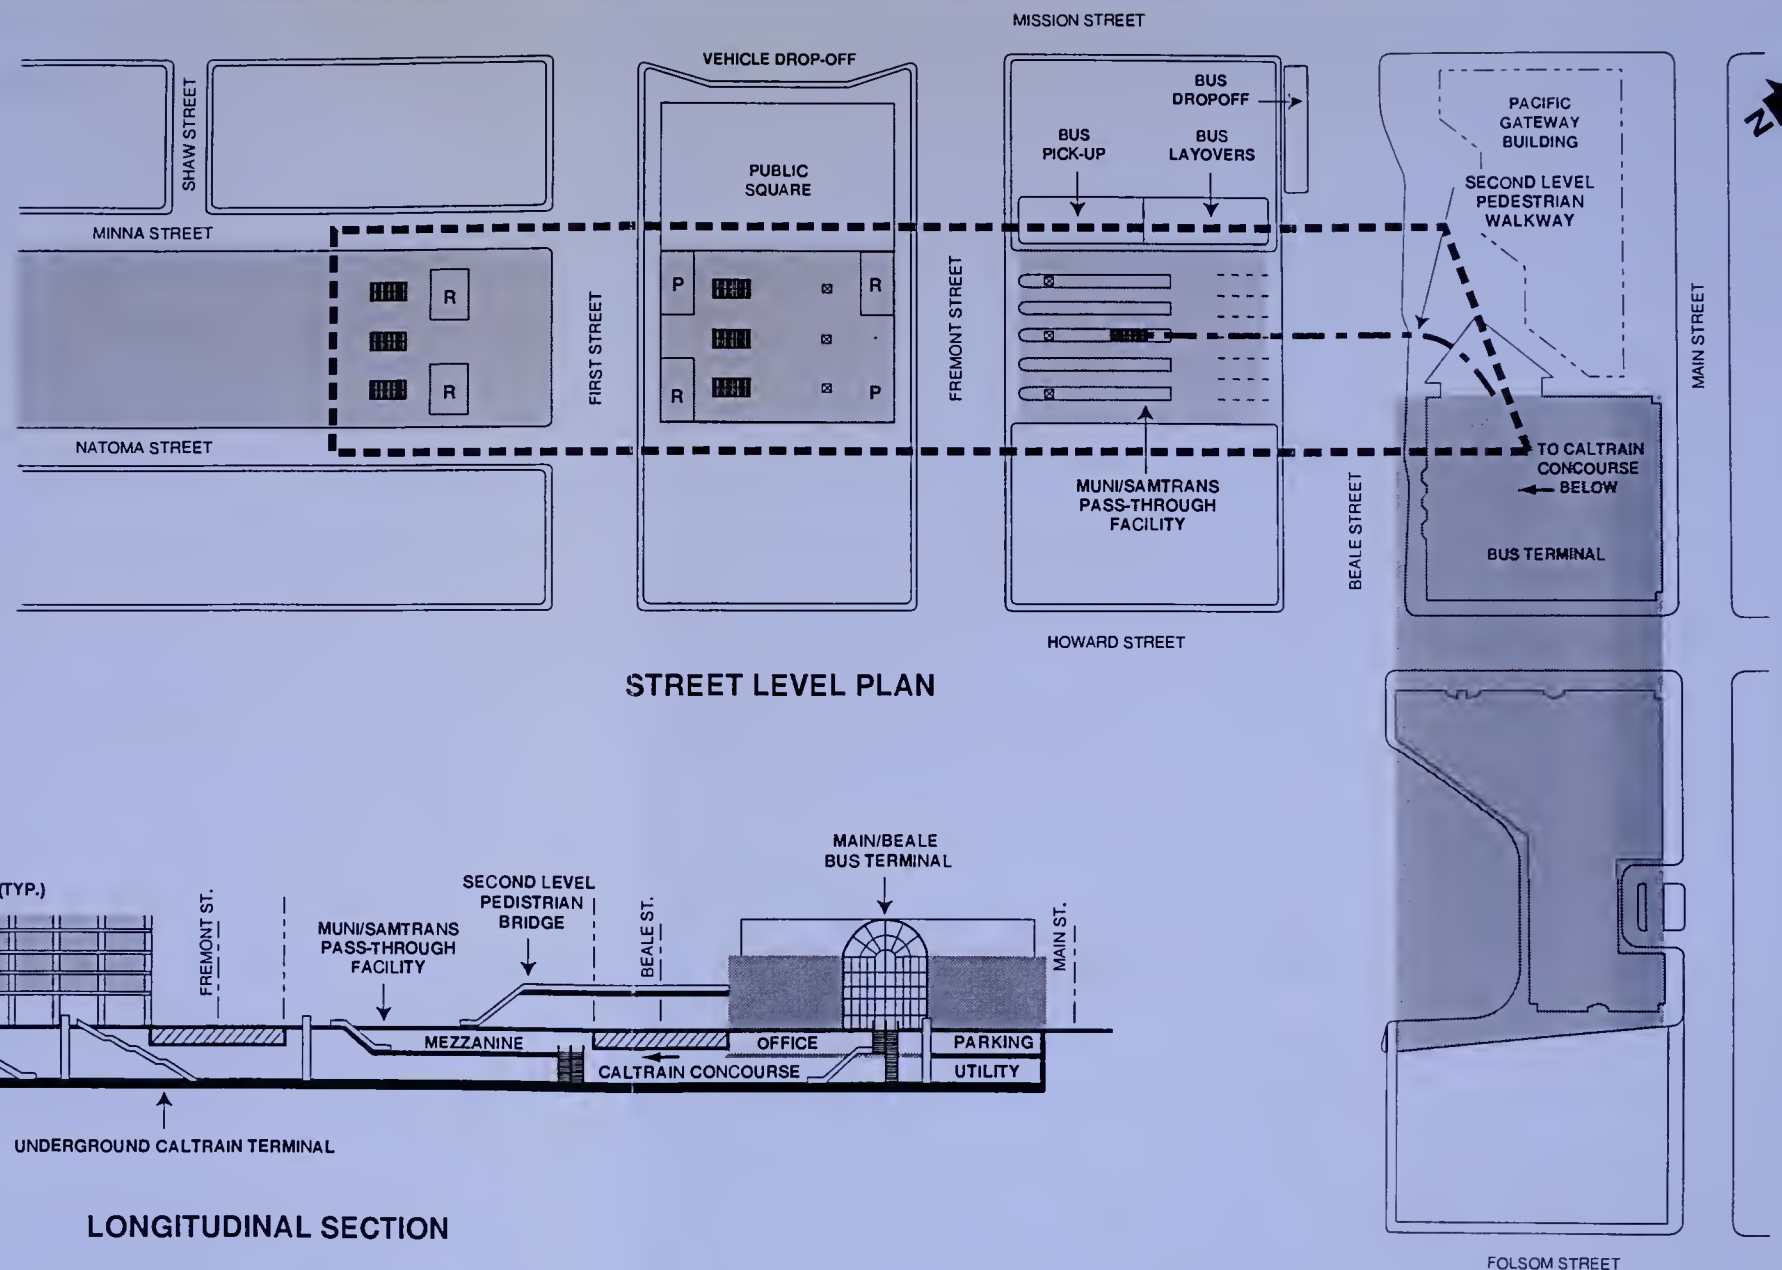 MISSION STREET
VEHICLE DROP-OFF
SHAW STREET
BUS
DROPOFF
BUS
PICK-UP
BUS
LAYOVERS
PACIFIC
GATEWAY
BUILDING
N
PUBLIC
SQUARE
SECOND LEVEL
PEDESTRIAN
WALKWAY
MINNA STREET
R
R
FIRST STREET
P
R
R
P
FREMONT STREET
MAIN STREET
NATOMA STREET
MUNI/SAMTRANS
PASS-THROUGH
FACILITY
BEALE STREET
TO CALTRAIN
CONCOURSE
BELOW
BUS TERMINAL
HOWARD STREET
STREET LEVEL PLAN
MAIN/BEALE
BUS TERMINAL
(TYP.)
FREMONT ST.
MUNI/SAMTRANS
PASS-THROUGH
FACILITY
SECOND LEVEL
PEDISTRIAN
BRIDGE
BEALE ST.
MAIN ST.
MEZZANINE
OFFICE
PARKING
CALTRAIN CONCOURSE
UTILITY
UNDERGROUND CALTRAIN TERMINAL
LONGITUDINAL SECTION
FOLSOM STREET